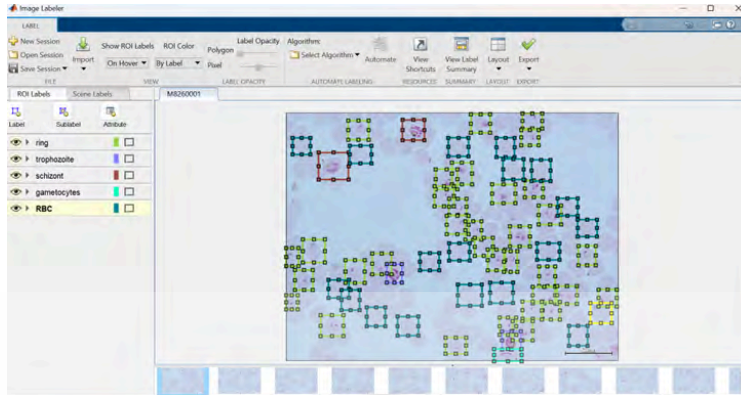 Image Labeler
LABEL
New Session
Open Session
Save Session
Import
Show ROI Labels
On Hover
ROI Color
By Label
Polygon
Pixel
Label Opacity
Algorithm:
Select Algorithm
Automate
View Shortcuts
View Label Summary
Layout
Export
FILE
VIEW
LABEL OPACITY
AUTOMATE LABELING
RESOURCES
SUMMARY
LAYOUT
EXPORT
ROI Labels
Scene Labels
M8260001
Label
Sublabel
Attribute
ring
trophozoite
schizont
gametocytes
RBC